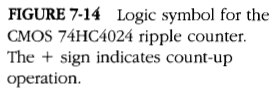 FIGURE 7-14 Logic symbol for the
CMOS 74HC4024 ripple counter.
The + sign indicates count-up
operation.